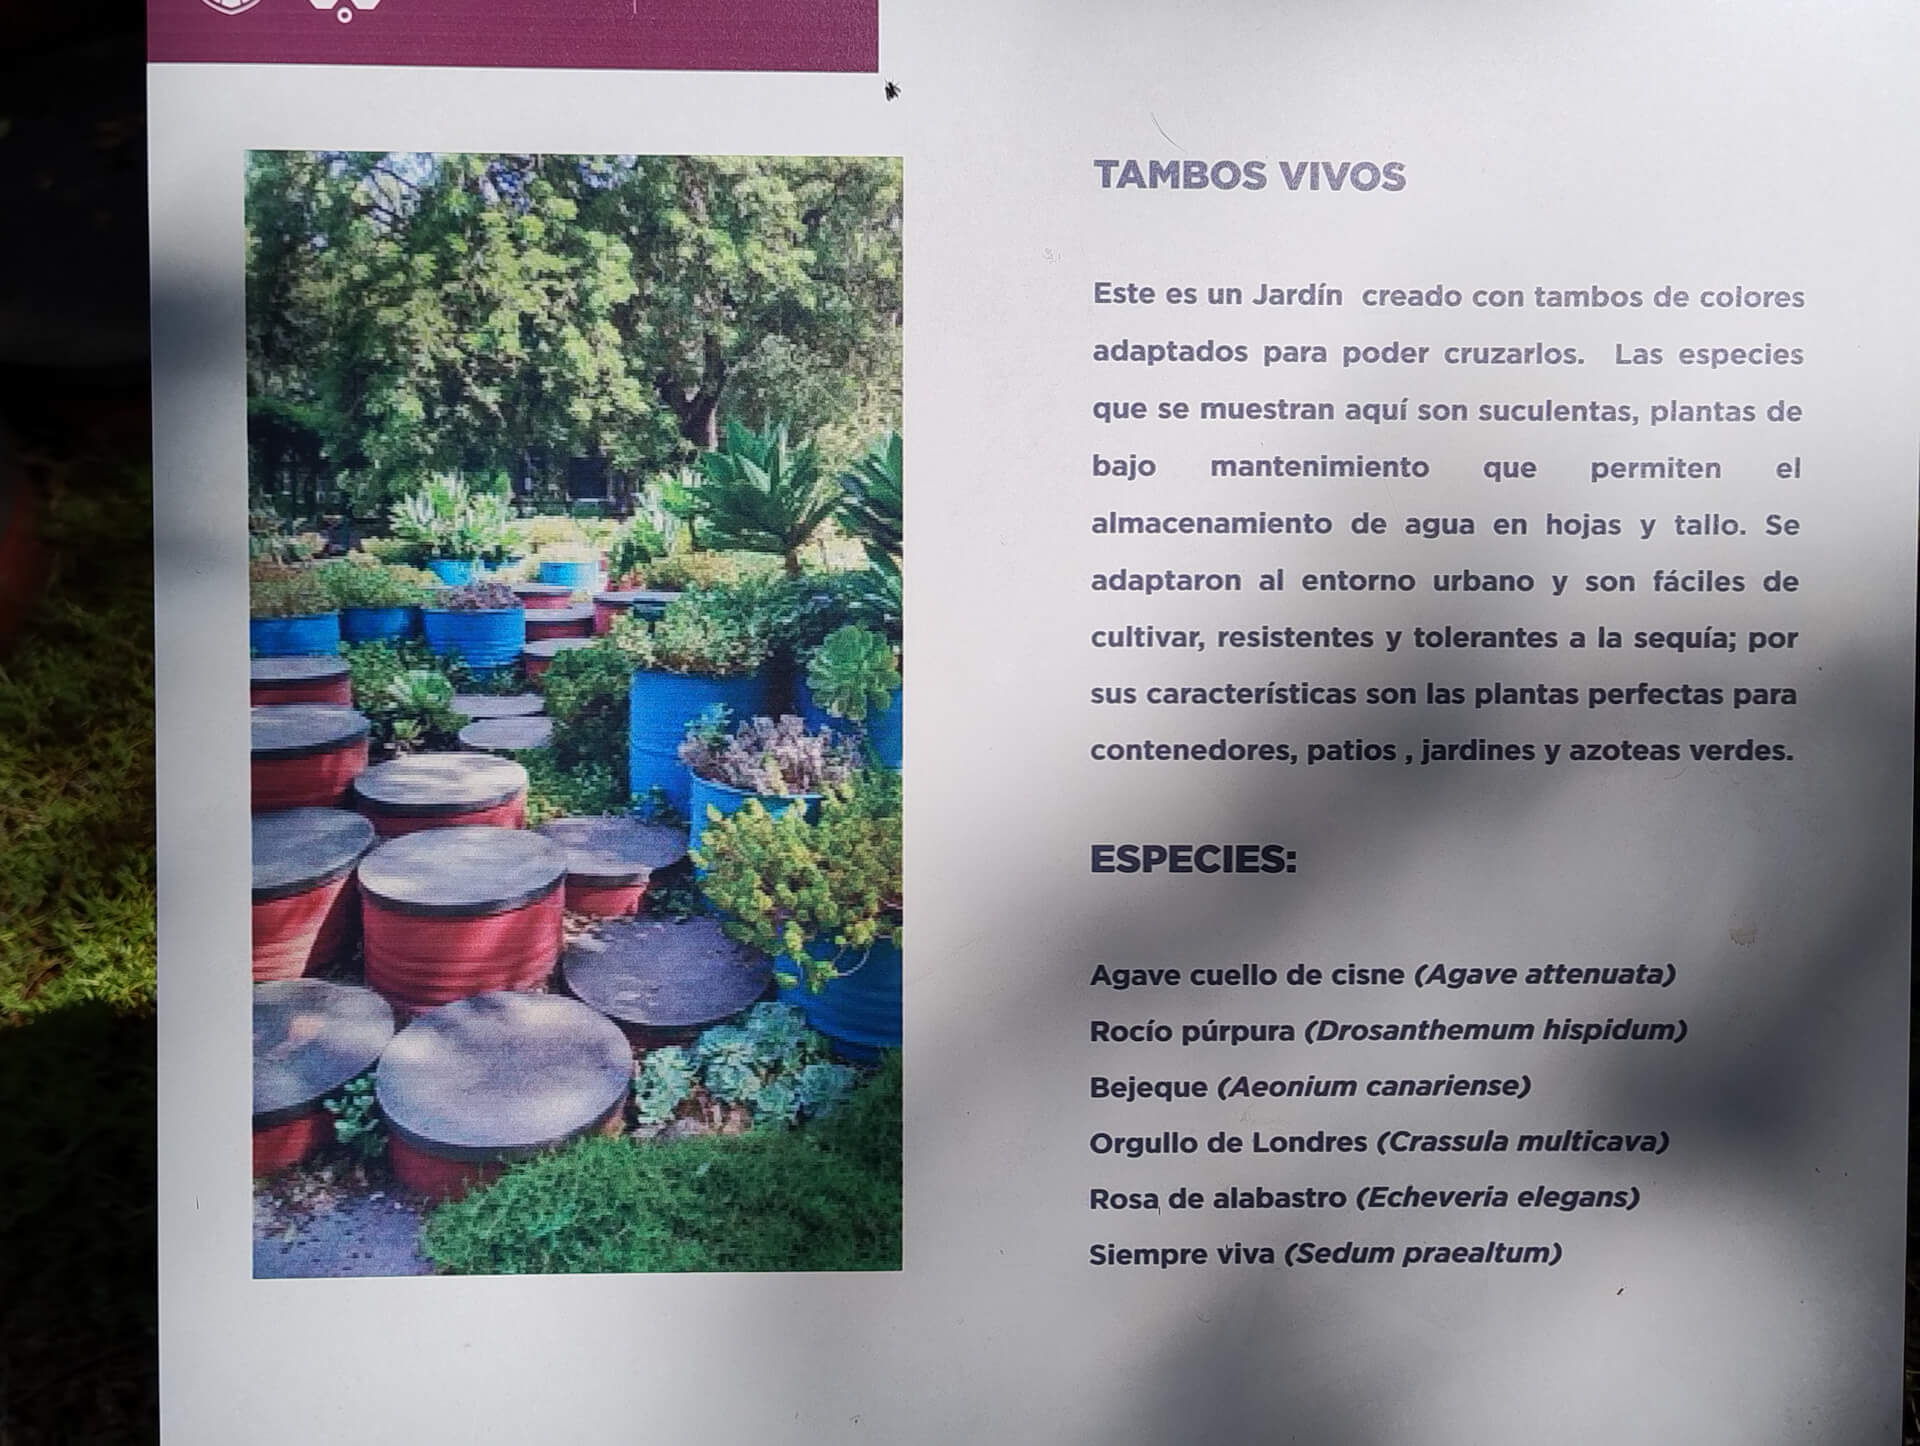 TAMBOS VIVOS
Este es un Jardín creado con tambos de colores
adaptados para poder cruzarlos. Las especies
que se muestran aquí son suculentas, plantas de
bajo mantenimiento que permiten el
almacenamiento de agua en hojas y tallo. Se
adaptaron al entorno urbano y son fáciles de
cultivar, resistentes y tolerantes a la sequía; por
sus características son las plantas perfectas para
contenedores, patios , jardines y azoteas verdes.
ESPECIES:
Agave cuello de cisne (Agave attenuata)
Rocío púrpura (Drosanthemum hispidum)
Bejeque (Aeonium canariense)
Orgullo de Londres (Crassula multicava)
Rosa de alabastro (Echeveria elegans)
Siempre viva (Sedum praealtum)